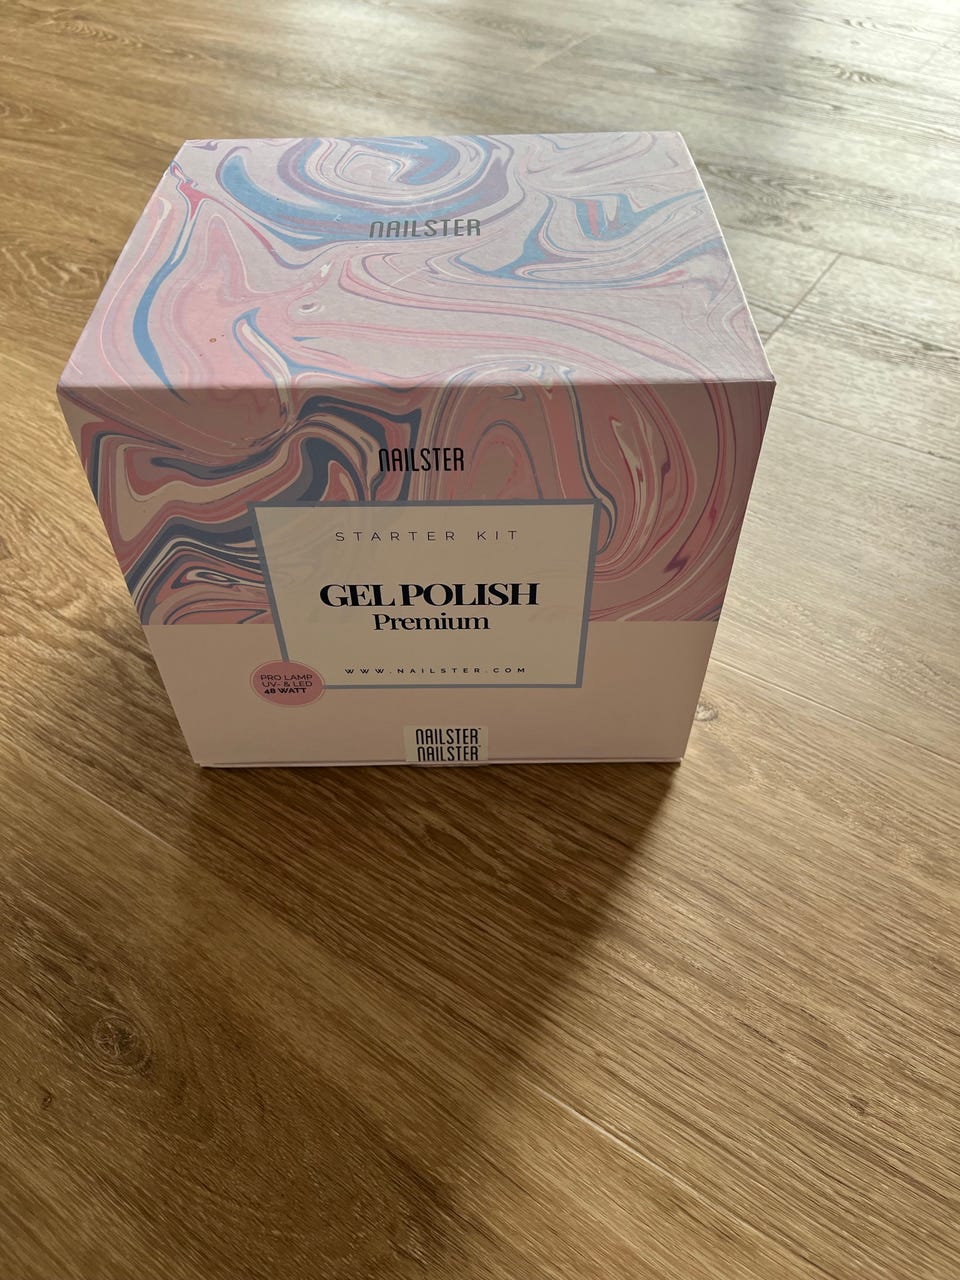 NAILSTER
NAILSTER
STARTER KIT
GEL POLISH
Premium
WWW.NAILSTER.COM
PRO LAMP
UV- & LED
48 WATT
NAILSTER
NAILSTER